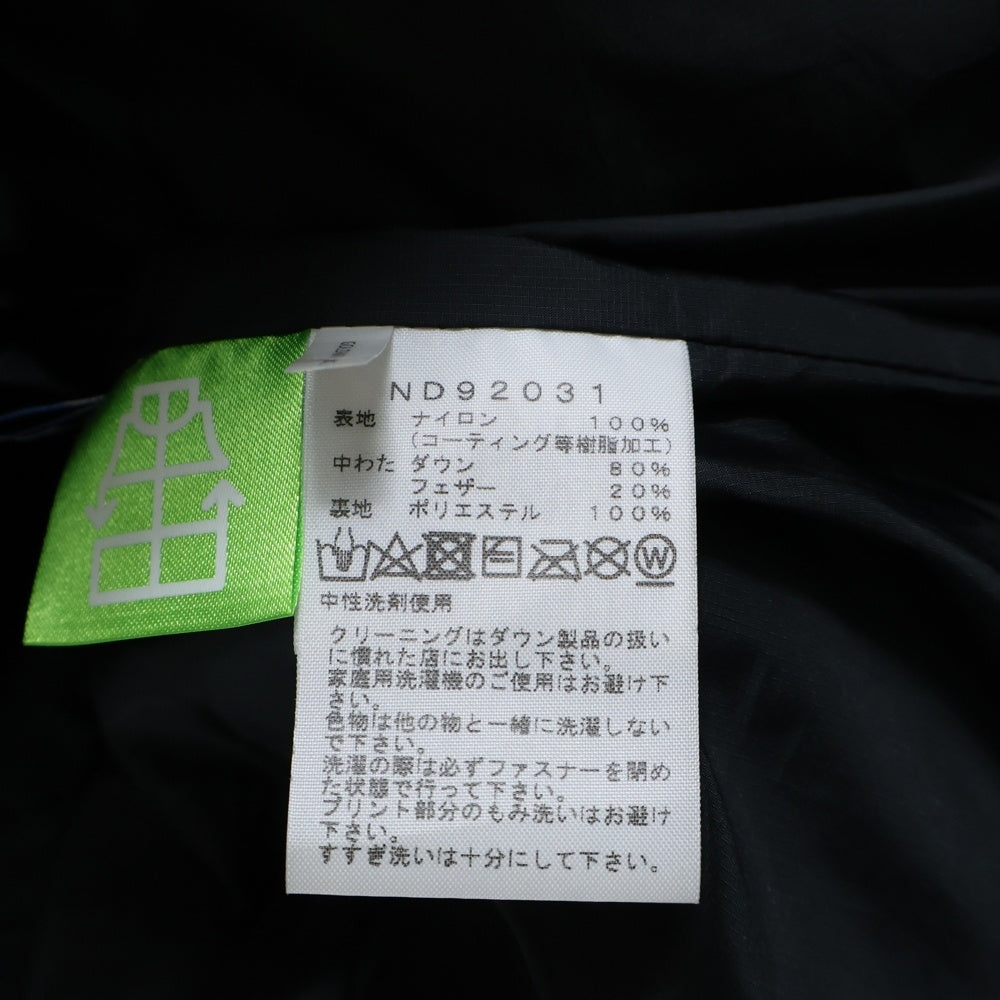 ND92031
表地 ナイロン 100%
(コーティング等樹脂加工)
中わた ダウン 80%
フェザー 20%
裏地 ポリエステル 100%
W
中性洗剤使用
クリーニングはダウン製品の扱い
に慣れた店にお出し下さい。
家庭用洗濯機のご使用はお避け下
さい。
色物は他の物と一緒に洗濯しない
で下さい。
洗濯の際は必ずファスナーを閉め
た状態で行って下さい。
プリント部分のもみ洗いはお避け
下さい。
すすぎ洗いは十分にして下さい。